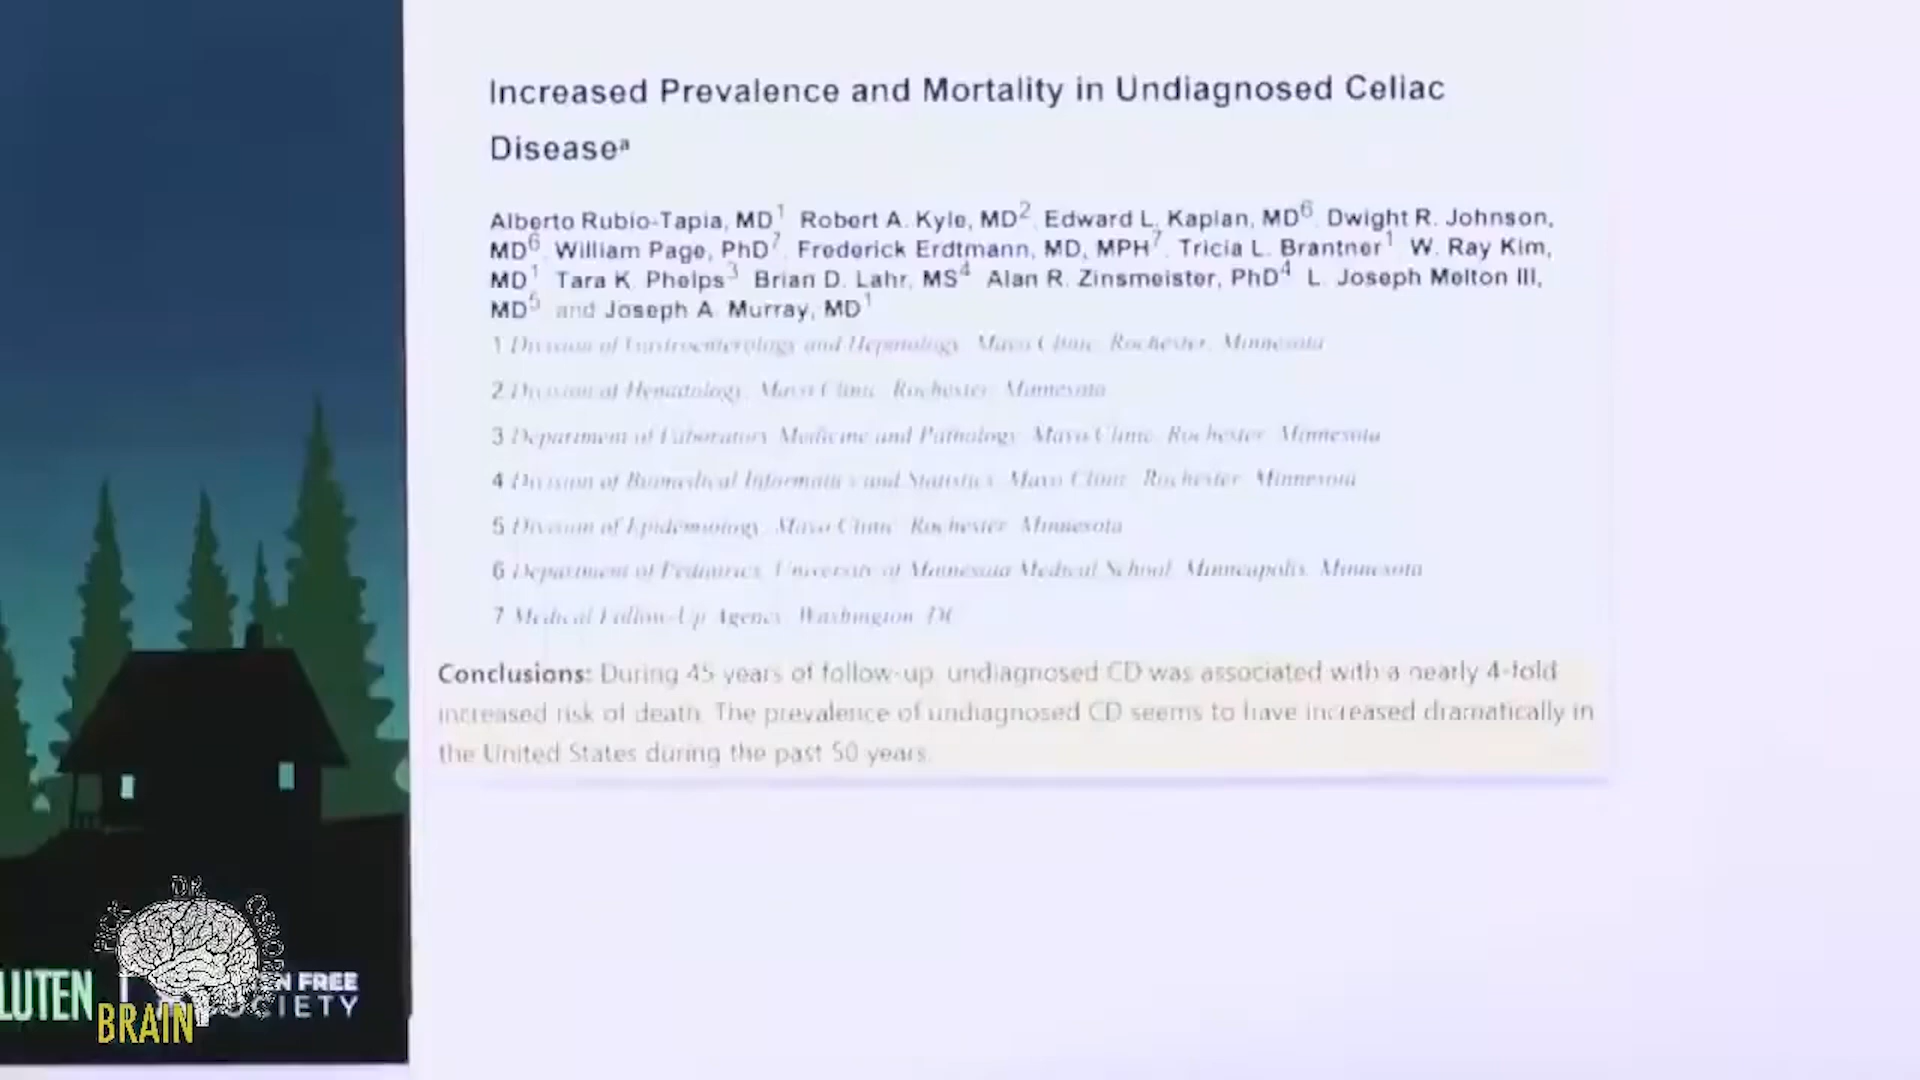 Increased Prevalence and Mortality in Undiagnosed Celiac
Diseaseᵃ
Alberto Rubio-Tapia, MD1 Robert A. Kyle, MD2, Edward L. Kaplan, MD6, Dwight R. Johnson,
MD6, William Page, PhD7, Frederick Erdtmann, MD, MPH7, Tricia L. Brantner1 W. Ray Kim,
MD1 Tara K. Phelps3 Brian D. Lahr, MS4 Alan R. Zinsmeister, PhD4 L. Joseph Melton III,
MD5 and Joseph A. Murray, MD1
1 Division of Gastroenterology and Hepatology, Mayo Clinic, Rochester, Minnesota
2 Division of Hematology, Mayo Clinic, Rochester, Minnesota
3 Department of Laboratory Medicine and Pathology, Mayo Clinic, Rochester, Minnesota
4 Division of Biomedical Informatics and Statistics, Mayo Clinic, Rochester, Minnesota
5 Division of Epidemiology, Mayo Clinic, Rochester, Minnesota
6 Department of Pediatrics, University of Minnesota Medical School, Minneapolis, Minnesota
7 Medical Follow-Up Agency, Washington, DC
Conclusions: During 45 years of follow-up, undiagnosed CD was associated with a nearly 4-fold
increased risk of death. The prevalence of undiagnosed CD seems to have increased dramatically in
the United States during the past 50 years.
DR.
OSBORNE
LUTEN
N FREE
CIETY
BRAIN